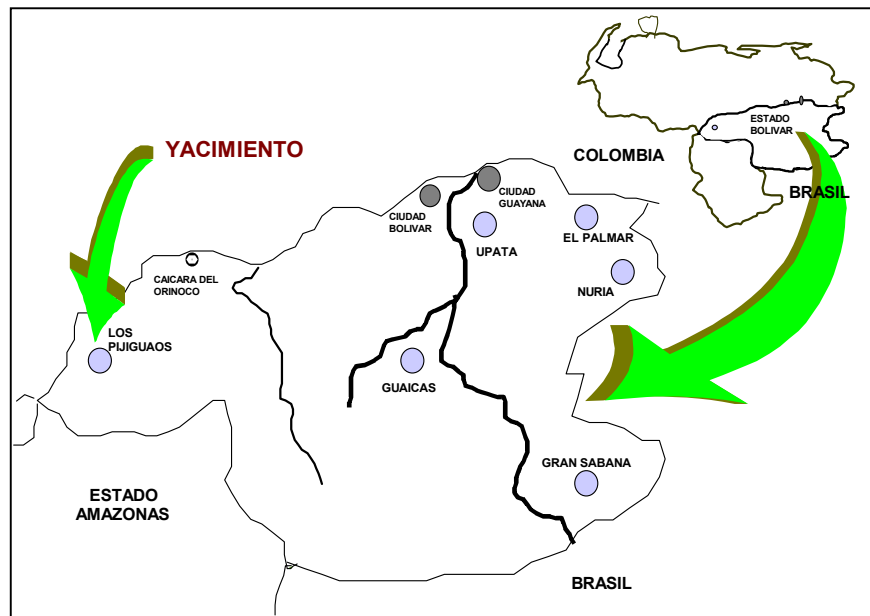 YACIMIENTO
COLOMBIA
ESTADO
BOLIVAR
BRASIL
CIUDAD
BOLIVAR
CIUDAD
GUAYANA
UPATA
EL PALMAR
NURIA
CAICARA DEL
ORINOCO
LOS
PIJIGUAOS
GUAICAS
GRAN SABANA
ESTADO
AMAZONAS
BRASIL